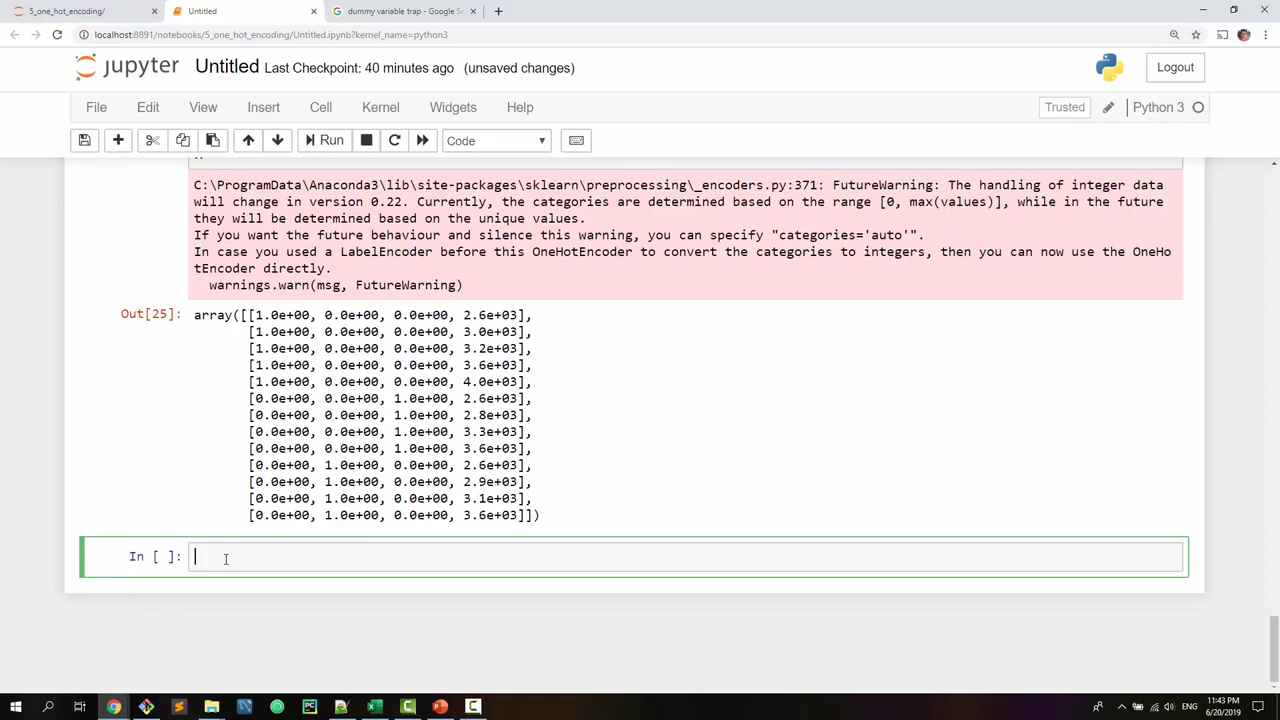 5_one_hot_encoding/
Untitled
dummy variable trap - Google Se
localhost:8891/notebooks/5_one_hot_encoding/Untitled.ipynb?kernel_name=python3
jupyter Untitled Last Checkpoint: 40 minutes ago (unsaved changes)
Logout
File Edit View Insert Cell Kernel Widgets Help
Trusted
Python 3
Run
Code
C:\ProgramData\Anaconda3\lib\site-packages\sklearn\preprocessing\_encoders.py:371: FutureWarning: The handling of integer data
will change in version 0.22. Currently, the categories are determined based on the range [0, max(values)], while in the future
they will be determined based on the unique values.
If you want the future behaviour and silence this warning, you can specify "categories='auto'".
In case you used a LabelEncoder before this OneHotEncoder to convert the categories to integers, then you can now use the OneHo
tEncoder directly.
warnings.warn(msg, FutureWarning)
Out[25]: array([[1.0e+00, 0.0e+00, 0.0e+00, 2.6e+03],
[1.0e+00, 0.0e+00, 0.0e+00, 3.0e+03],
[1.0e+00, 0.0e+00, 0.0e+00, 3.2e+03],
[1.0e+00, 0.0e+00, 0.0e+00, 3.6e+03],
[1.0e+00, 0.0e+00, 0.0e+00, 4.0e+03],
[0.0e+00, 0.0e+00, 1.0e+00, 2.6e+03],
[0.0e+00, 0.0e+00, 1.0e+00, 2.8e+03],
[0.0e+00, 0.0e+00, 1.0e+00, 3.3e+03],
[0.0e+00, 0.0e+00, 1.0e+00, 3.6e+03],
[0.0e+00, 1.0e+00, 0.0e+00, 2.6e+03],
[0.0e+00, 1.0e+00, 0.0e+00, 2.9e+03],
[0.0e+00, 1.0e+00, 0.0e+00, 3.1e+03],
[0.0e+00, 1.0e+00, 0.0e+00, 3.6e+03]])
In [ ]:
11:43 PM
6/20/2019